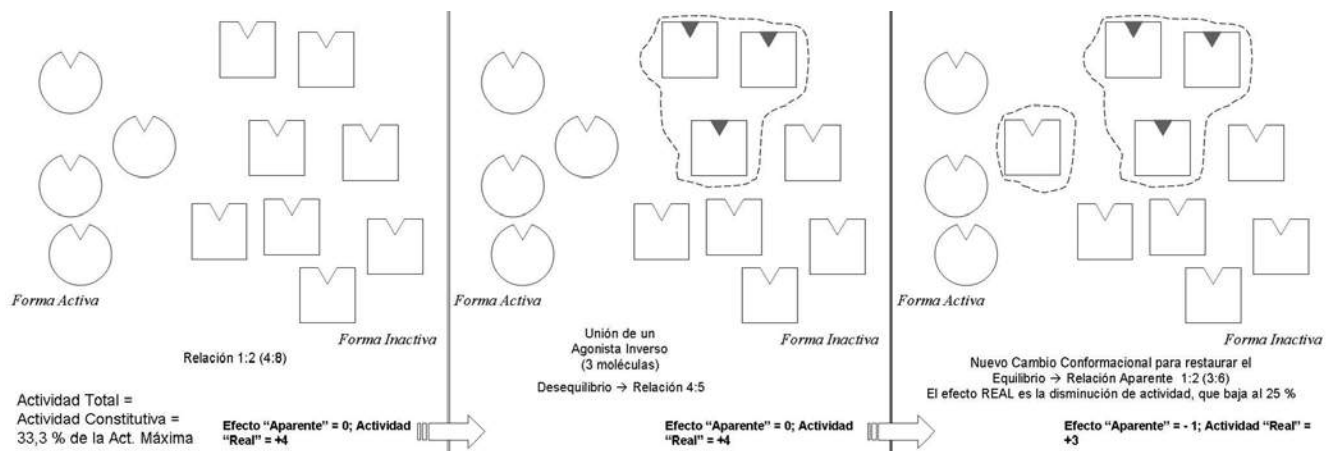 Forma Activa
Forma Inactiva
Relación 1:2 (4:8)
Actividad Total =
Actividad Constitutiva =
33,3 % de la Act. Máxima
Efecto “Aparente” = 0; Actividad
“Real” = +4
Forma Activa
Unión de un
Agonista Inverso
(3 moléculas)
Forma Inactiva
Desequilibrio → Relación 4:5
Efecto “Aparente” = 0; Actividad
“Real” = +4
Forma Activa
Forma Inactiva
Nuevo Cambio Conformacional para restaurar el
Equilibrio → Relación Aparente 1:2 (3:6)
El efecto REAL es la disminución de actividad, que baja al 25 %
Efecto “Aparente” = - 1; Actividad “Real” =
+3